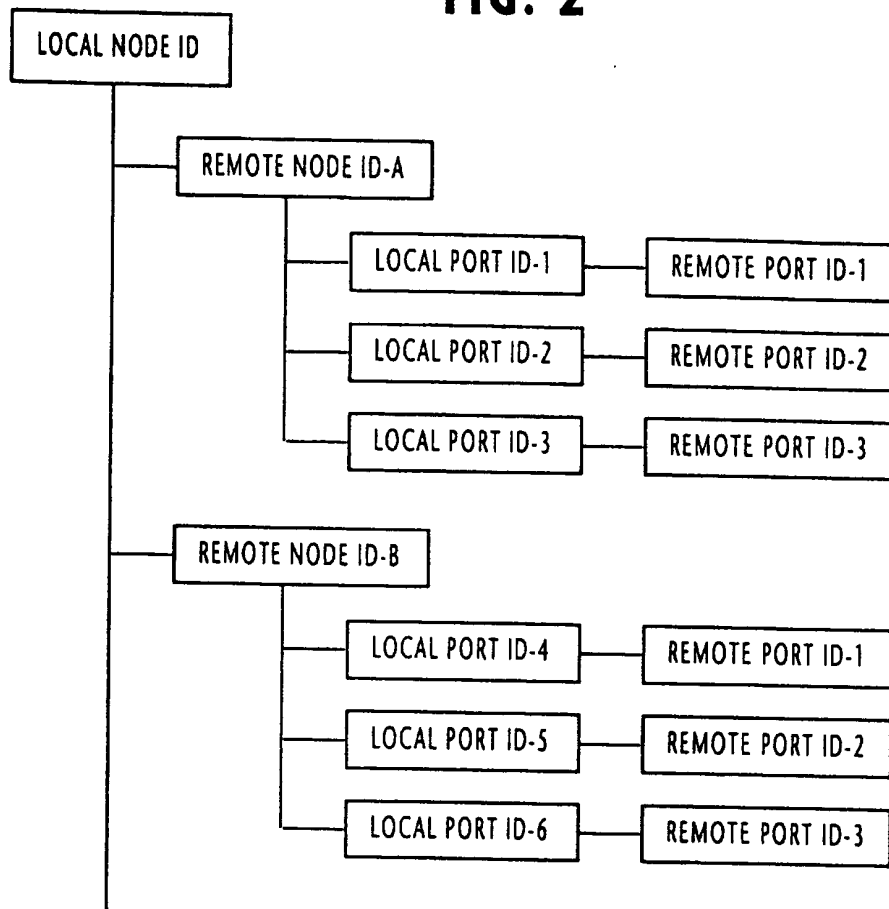 FIG. 2
LOCAL NODE ID
REMOTE NODE ID-A
LOCAL PORT ID-1 REMOTE PORT ID-1
LOCAL PORT ID-2 REMOTE PORT ID-2
LOCAL PORT ID-3 REMOTE PORT ID-3
REMOTE NODE ID-B
LOCAL PORT ID-4 REMOTE PORT ID-1
LOCAL PORT ID-5 REMOTE PORT ID-2
LOCAL PORT ID-6 REMOTE PORT ID-3